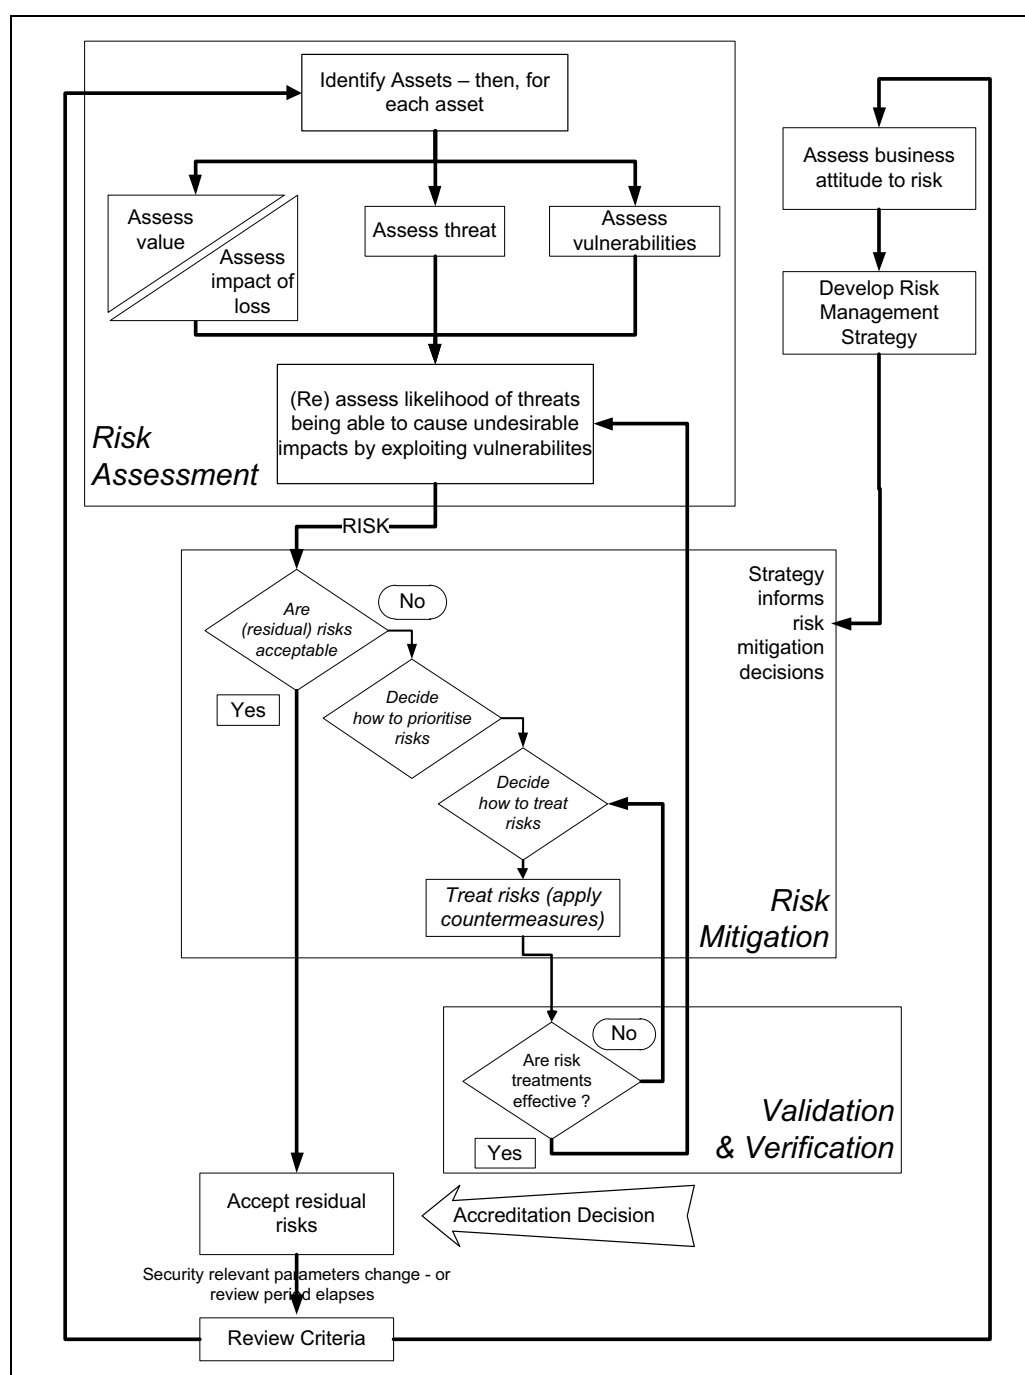 Identify Assets – then, for
each asset
Assess business
attitude to risk
Assess
value
Assess
impact of
loss
Assess threat
Assess
vulnerabilities
Develop Risk
Management
Strategy
(Re) assess likelihood of threats
being able to cause undesirable
impacts by exploiting vulnerabilites
Risk
Assessment
RISK
Strategy
informs
risk
mitigation
decisions
Are
(residual) risks
acceptable
No
Yes
Decide
how to prioritise
risks
Decide
how to treat
risks
Treat risks (apply
countermeasures)
Risk
Mitigation
No
Are risk
treatments
effective ?
Yes
Validation
& Verification
Accept residual
risks
Accreditation Decision
Security relevant parameters change - or
review period elapses
Review Criteria